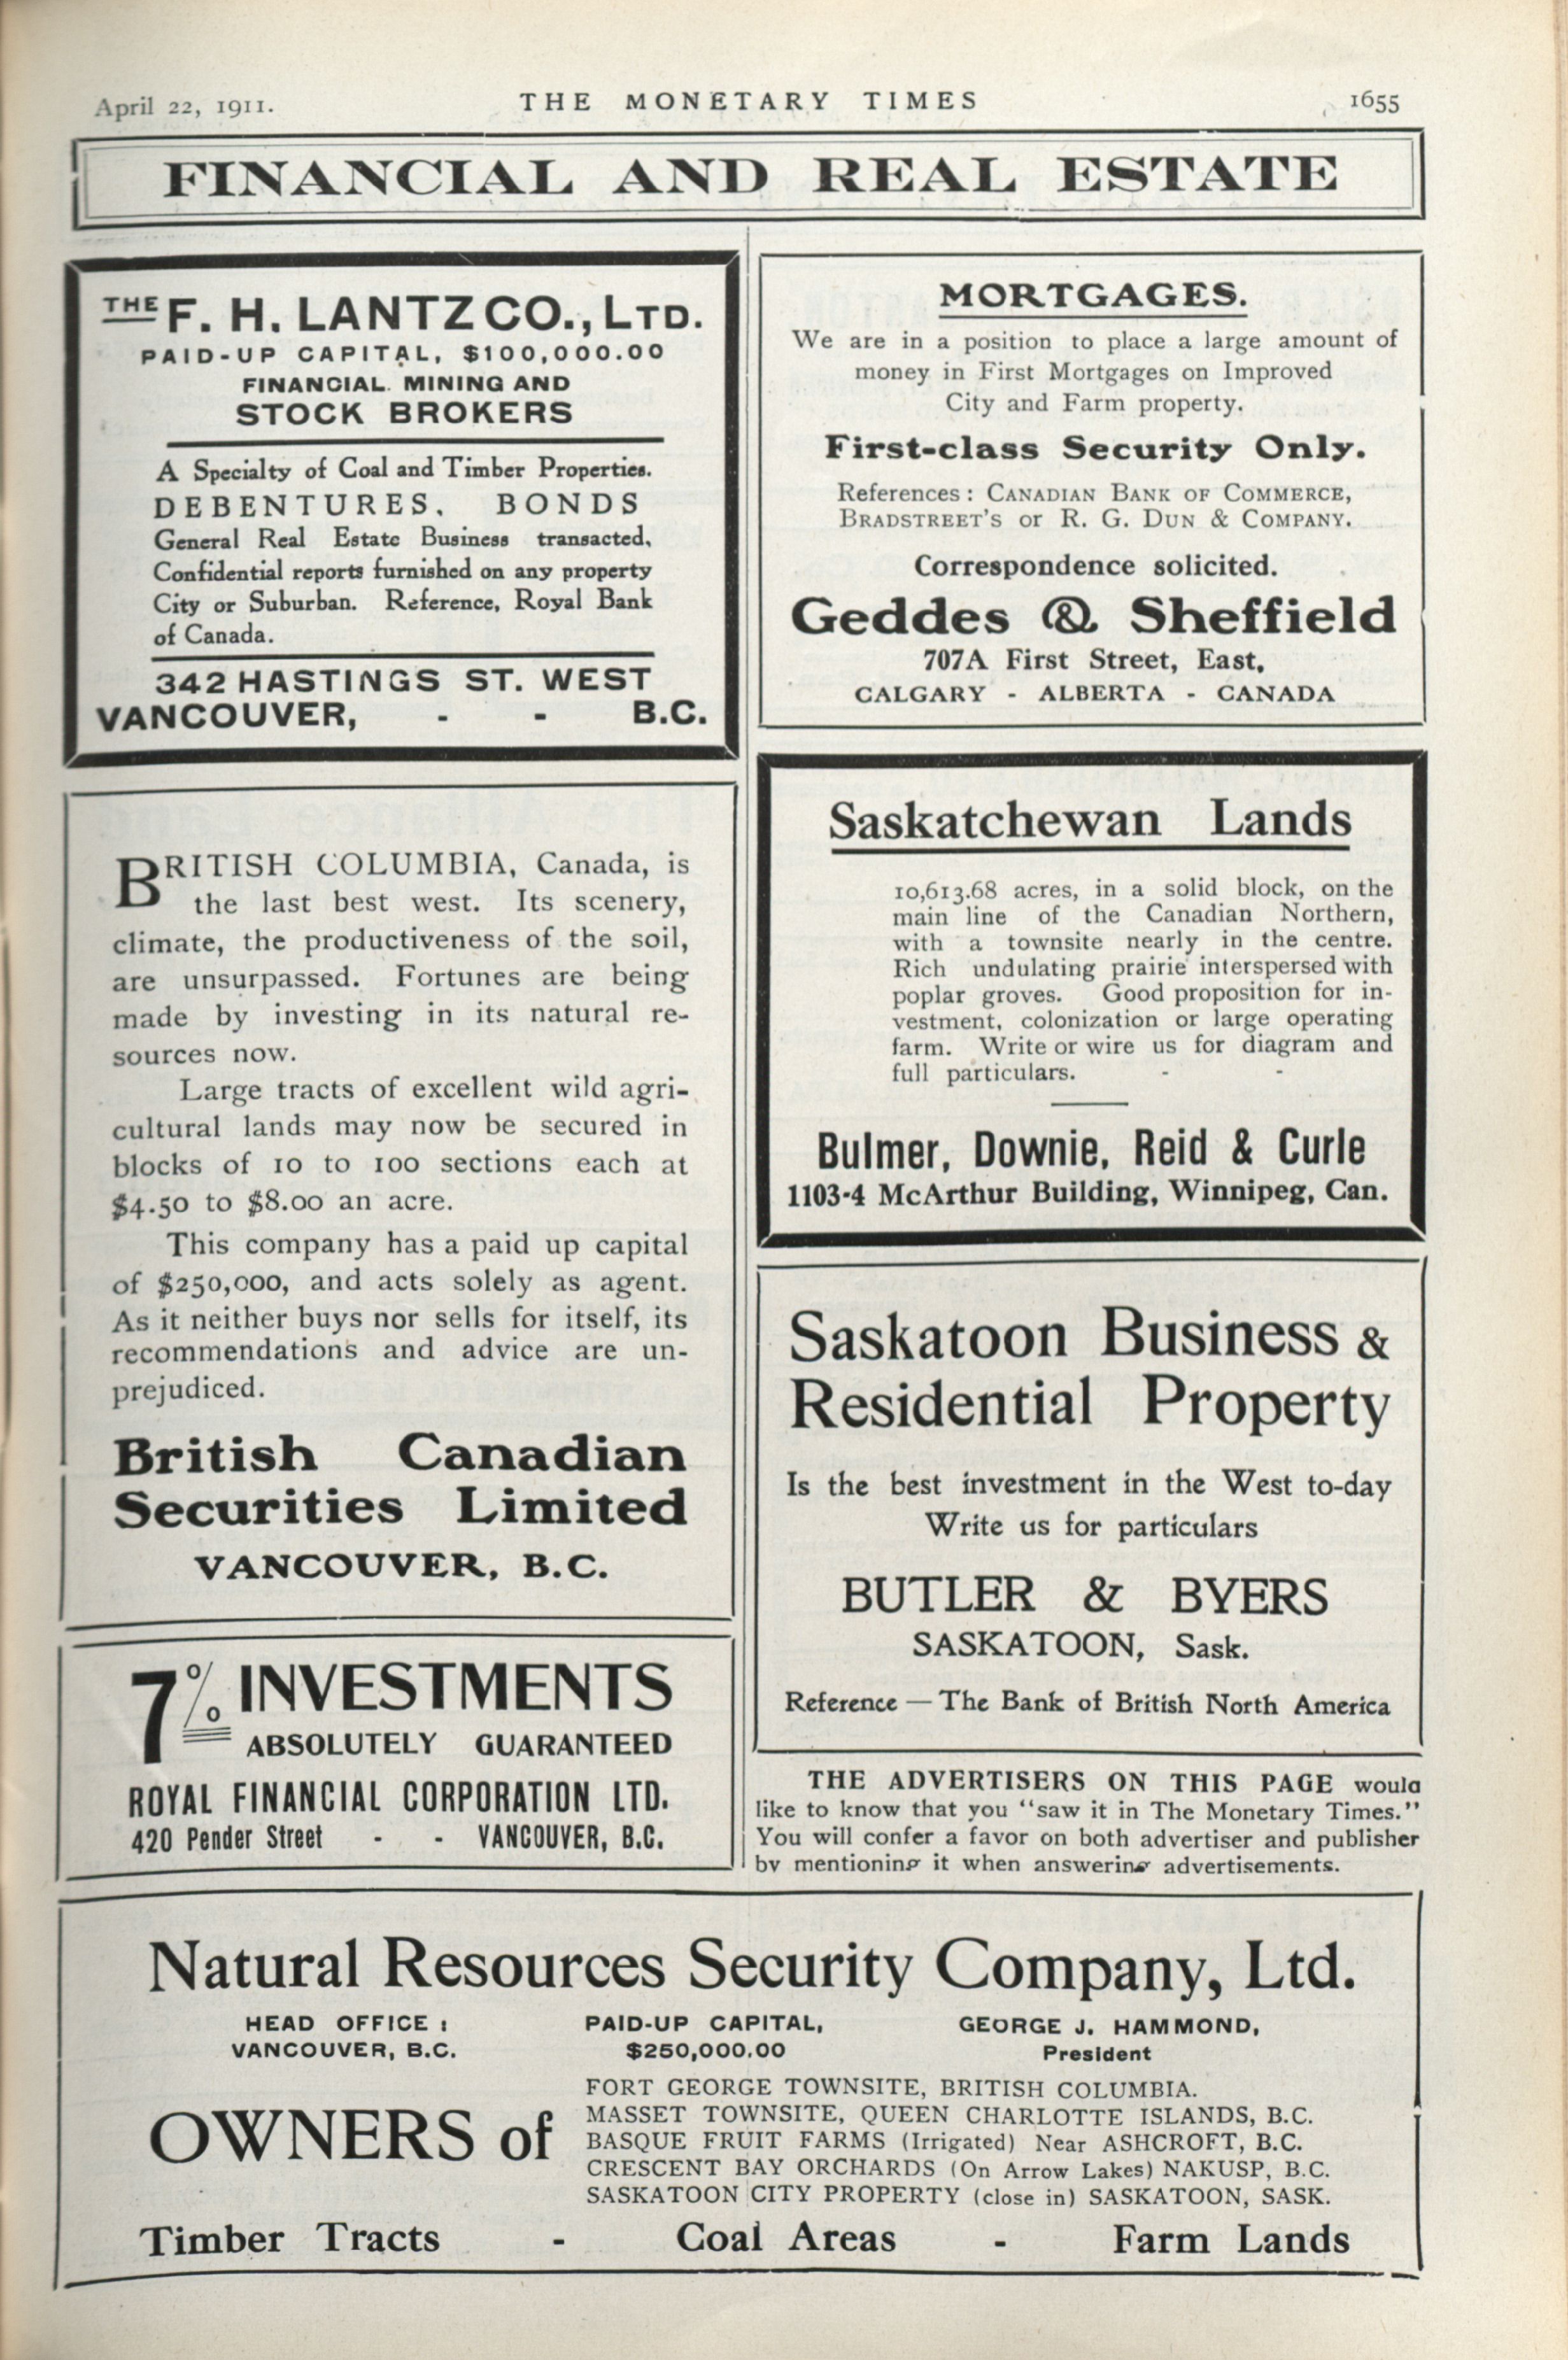 April 22, 1911.
THE MONETARY TIMES
1655
FINANCIAL AND REAL ESTATE
THE F. H. LANTZ CO., LTD.
PAID-UP CAPITAL, $100,000.00
FINANCIAL. MINING AND
STOCK BROKERS
A Specialty of Coal and Timber Properties.
DEBENTURES. BONDS
General Real Estate Business transacted.
Confidential reports furnished on any property
City or Suburban. Reference, Royal Bank
of Canada.
342 HASTINGS ST. WEST
VANCOUVER, - - B.C.
BRITISH COLUMBIA, Canada, is
the last best west. Its scenery,
climate, the productiveness of the soil,
are unsurpassed. Fortunes are being
made by investing in its natural re-
sources now.
Large tracts of excellent wild agri-
cultural lands may now be secured in
blocks of 10 to 100 sections each at
$4.50 to $8.00 an acre.
This company has a paid up capital
of $250,000, and acts solely as agent.
As it neither buys nor sells for itself, its
recommendations and advice are un-
prejudiced.
British Canadian
Securities Limited
VANCOUVER, B.C.
7% INVESTMENTS
ABSOLUTELY GUARANTEED
ROYAL FINANCIAL CORPORATION LTD.
420 Pender Street - - VANCOUVER, B.C.
MORTGAGES.
We are in a position to place a large amount of
money in First Mortgages on Improved
City and Farm property.
First-class Security Only.
References: CANADIAN BANK OF COMMERCE,
BRADSTREET'S or R. G. DUN & COMPANY.
Correspondence solicited.
Geddes & Sheffield
707A First Street, East,
CALGARY - ALBERTA - CANADA
Saskatchewan Lands
10,613.68 acres, in a solid block, on the
main line of the Canadian Northern,
with a townsite nearly in the centre.
Rich undulating prairie interspersed with
poplar groves. Good proposition for in-
vestment, colonization or large operating
farm. Write or wire us for diagram and
full particulars. - -
Bulmer, Downie, Reid & Curle
1103-4 McArthur Building, Winnipeg, Can.
Saskatoon Business &
Residential Property
Is the best investment in the West to-day
Write us for particulars
BUTLER & BYERS
SASKATOON, Sask.
Reference — The Bank of British North America
THE ADVERTISERS ON THIS PAGE would
like to know that you "saw it in The Monetary Times."
You will confer a favor on both advertiser and publisher
by mentioning it when answering advertisements.
Natural Resources Security Company, Ltd.
HEAD OFFICE:
VANCOUVER, B.C.
PAID-UP CAPITAL,
$250,000.00
GEORGE J. HAMMOND,
President
OWNERS of
FORT GEORGE TOWNSITE, BRITISH COLUMBIA.
MASSET TOWNSITE, QUEEN CHARLOTTE ISLANDS, B.C.
BASQUE FRUIT FARMS (Irrigated) Near ASHCROFT, B.C.
CRESCENT BAY ORCHARDS (On Arrow Lakes) NAKUSP, B.C.
SASKATOON CITY PROPERTY (close in) SASKATOON, SASK.
Timber Tracts - Coal Areas - Farm Lands